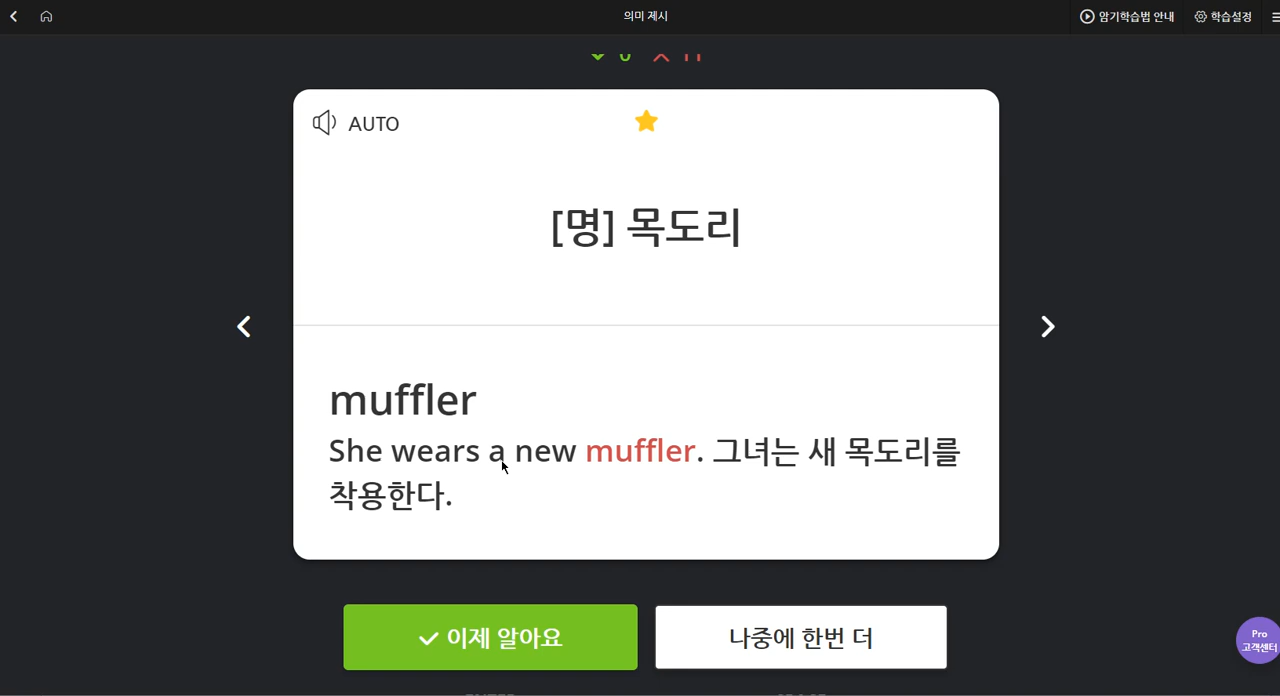 의미 제시
암기학습법 안내
학습설정
AUTO
[명] 목도리
muffler
She wears a new muffler. 그녀는 새 목도리를
착용한다.
이제 알아요
나중에 한번 더
Pro
고객센터